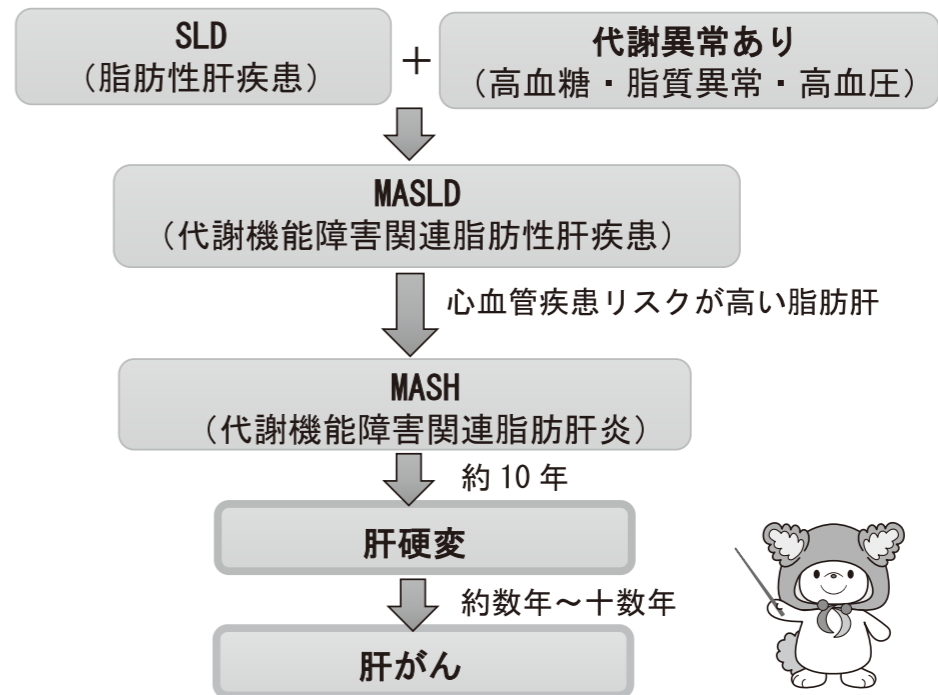 SLD
（脂肪性肝疾患）
＋
代謝異常あり
（高血糖・脂質異常・高血圧）
MASLD
（代謝機能障害関連脂肪性肝疾患）
心血管疾患リスクが高い脂肪肝
MASH
（代謝機能障害関連脂肪肝炎）
約 10 年
肝硬変
約数年～十数年
肝がん